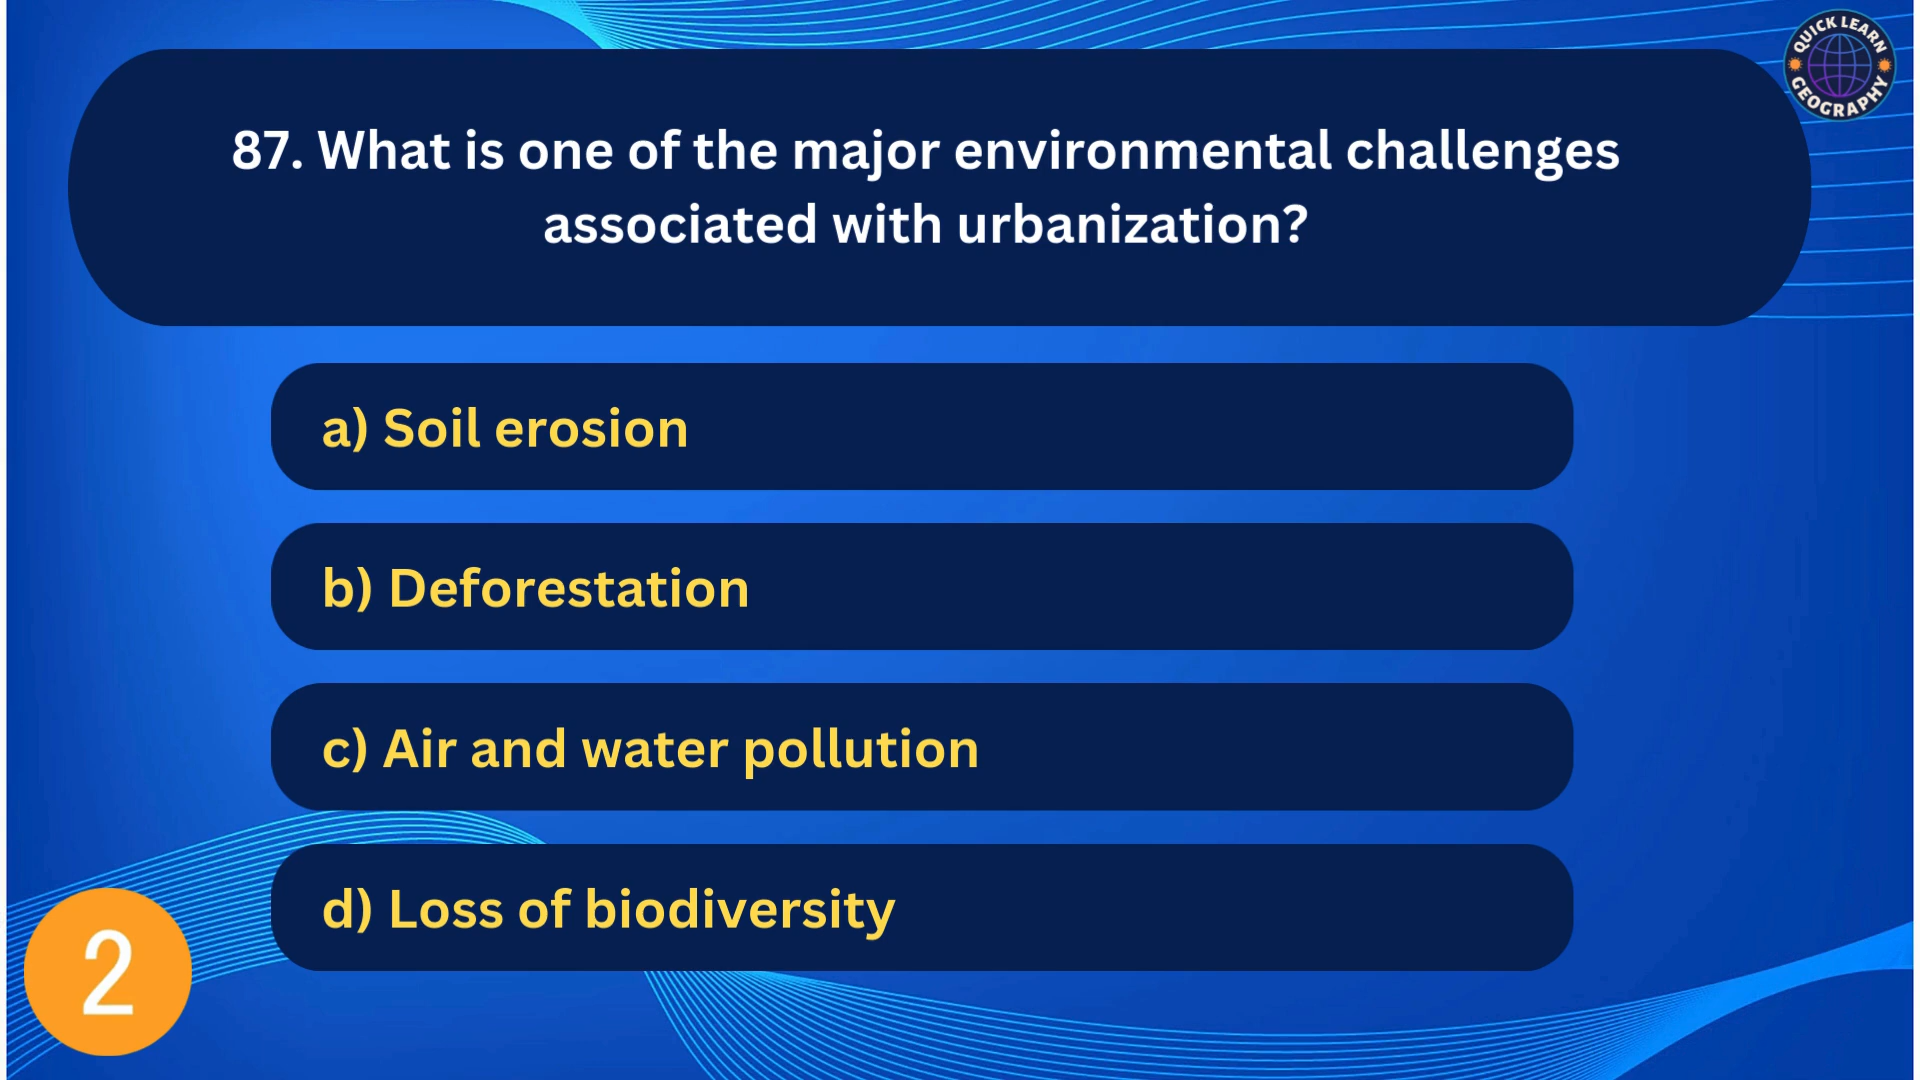 QUICK LEARN
GEOGRAPHY
87. What is one of the major environmental challenges
associated with urbanization?
a) Soil erosion
b) Deforestation
c) Air and water pollution
d) Loss of biodiversity
2